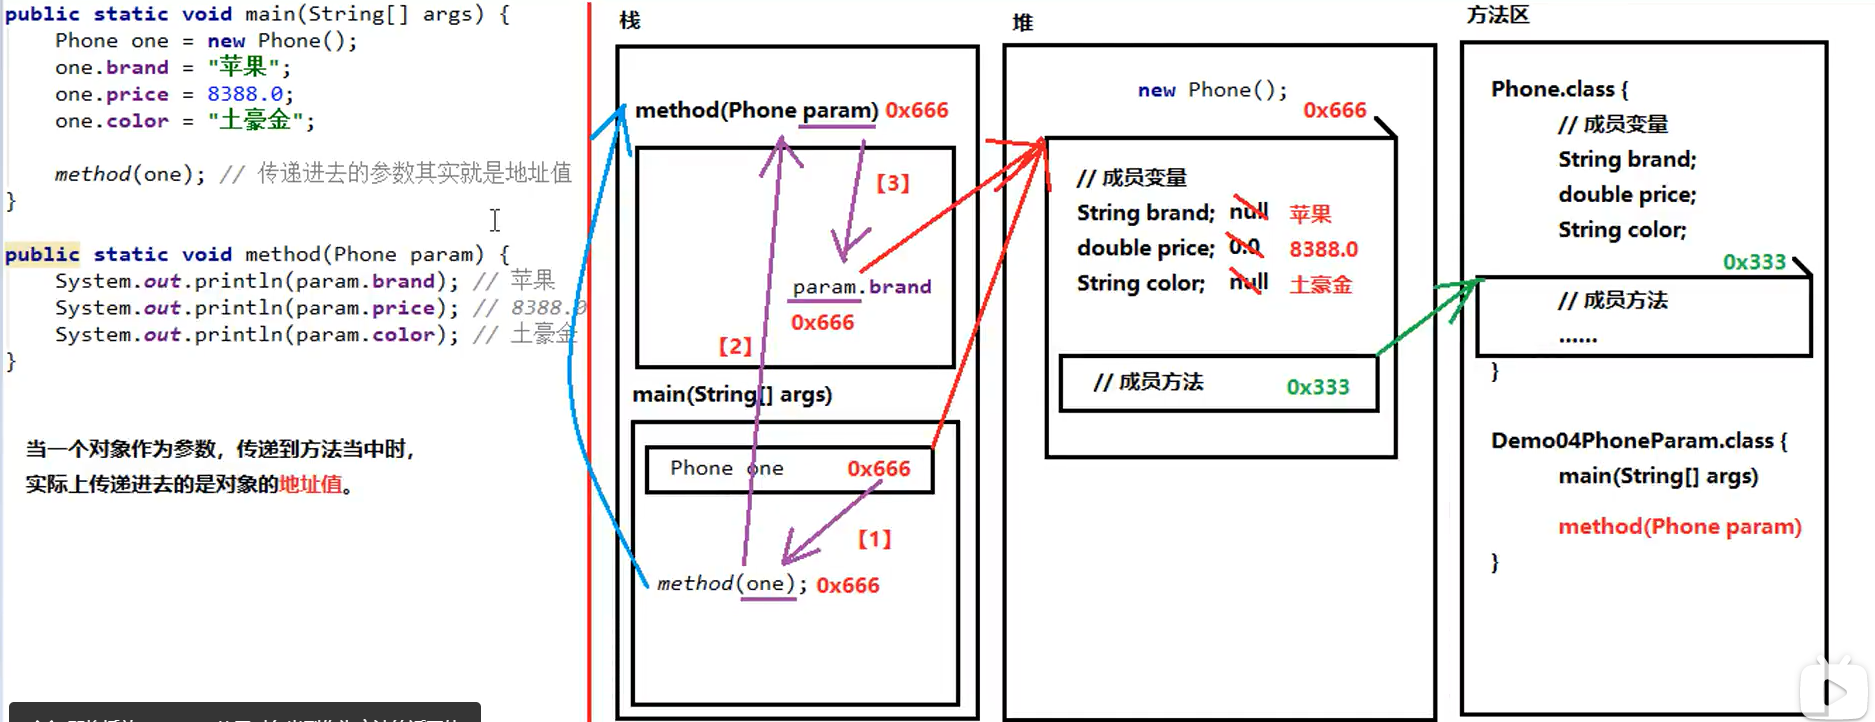 public static void main(String[] args) {
Phone one = new Phone();
one.brand = "苹果";
one.price = 8388.0;
one.color = "土豪金";
method(one); // 传递进去的参数其实就是地址值
}
public static void method(Phone param) {
System.out.println(param.brand); // 苹果
System.out.println(param.price); // 8388.0
System.out.println(param.color); // 土豪金
}
当一个对象作为参数，传递到方法当中时，
实际上传递进去的是对象的地址值。
栈
method(Phone param) 0x666
【3】
param.brand
0x666
【2】
main(String[] args)
Phone one 0x666
【1】
method(one); 0x666
堆
new Phone();
0x666
// 成员变量
String brand; null 苹果
double price; 0.0 8388.0
String color; null 土豪金
// 成员方法 0x333
方法区
Phone.class {
// 成员变量
String brand;
double price;
String color;
0x333
// 成员方法
......
}
Demo04PhoneParam.class {
main(String[] args)
method(Phone param)
}